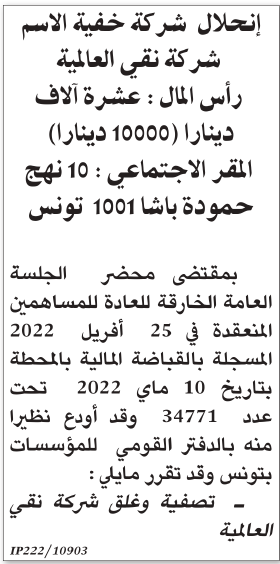 إنحلال شركة خفية الاسم
شركة نقي العالمية
رأس المال : عشرة آلاف
دينارا (10000 دينارا)
المقر الاجتماعي : 10 نهج
حمودة باشا 1001 تونس
بمقتضى محضر الجلسة
العامة الخارقة للعادة للمساهمين
المنعقدة في 25 أفريل 2022
المسجلة بالقباضة المالية بالمحطة
بتاريخ 10 ماي 2022 تحت
عدد 34771 وقد أودع نظيرا
منه بالدفتر القومي للمؤسسات
بتونس وقد تقرر مايلي :
ـ تصفية وغلق شركة نقي
العالمية
IP222/10903